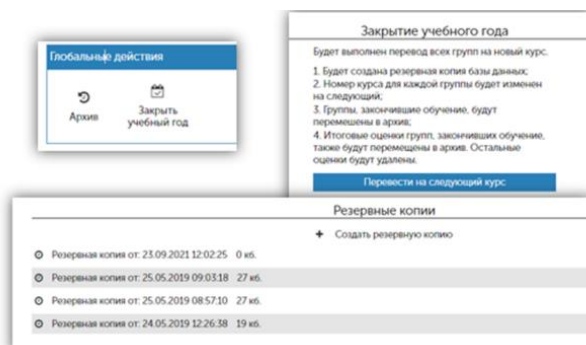 Глобальные действия
Архив
Закрыть
учебный год
Закрытие учебного года
Будет выполнен перевод всех групп на новый курс.
1. Будет создана резервная копия базы данных;
2. Номер курса для каждой группы будет изменен
на следующий;
3. Группы, закончившие обучение, будут
перемещены в архив;
4. Итоговые оценки групп, закончивших обучение,
также будут перемещены в архив. Остальные
оценки будут удалены.
Перевести на следующий курс
Резервные копии
+ Создать резервную копию
Резервная копия от: 23.09.2021 12:02:25 0 кб.
Резервная копия от: 25.05.2019 09:03:18 27 кб.
Резервная копия от: 25.05.2019 08:57:10 27 кб.
Резервная копия от: 24.05.2019 12:26:38 19 кб.